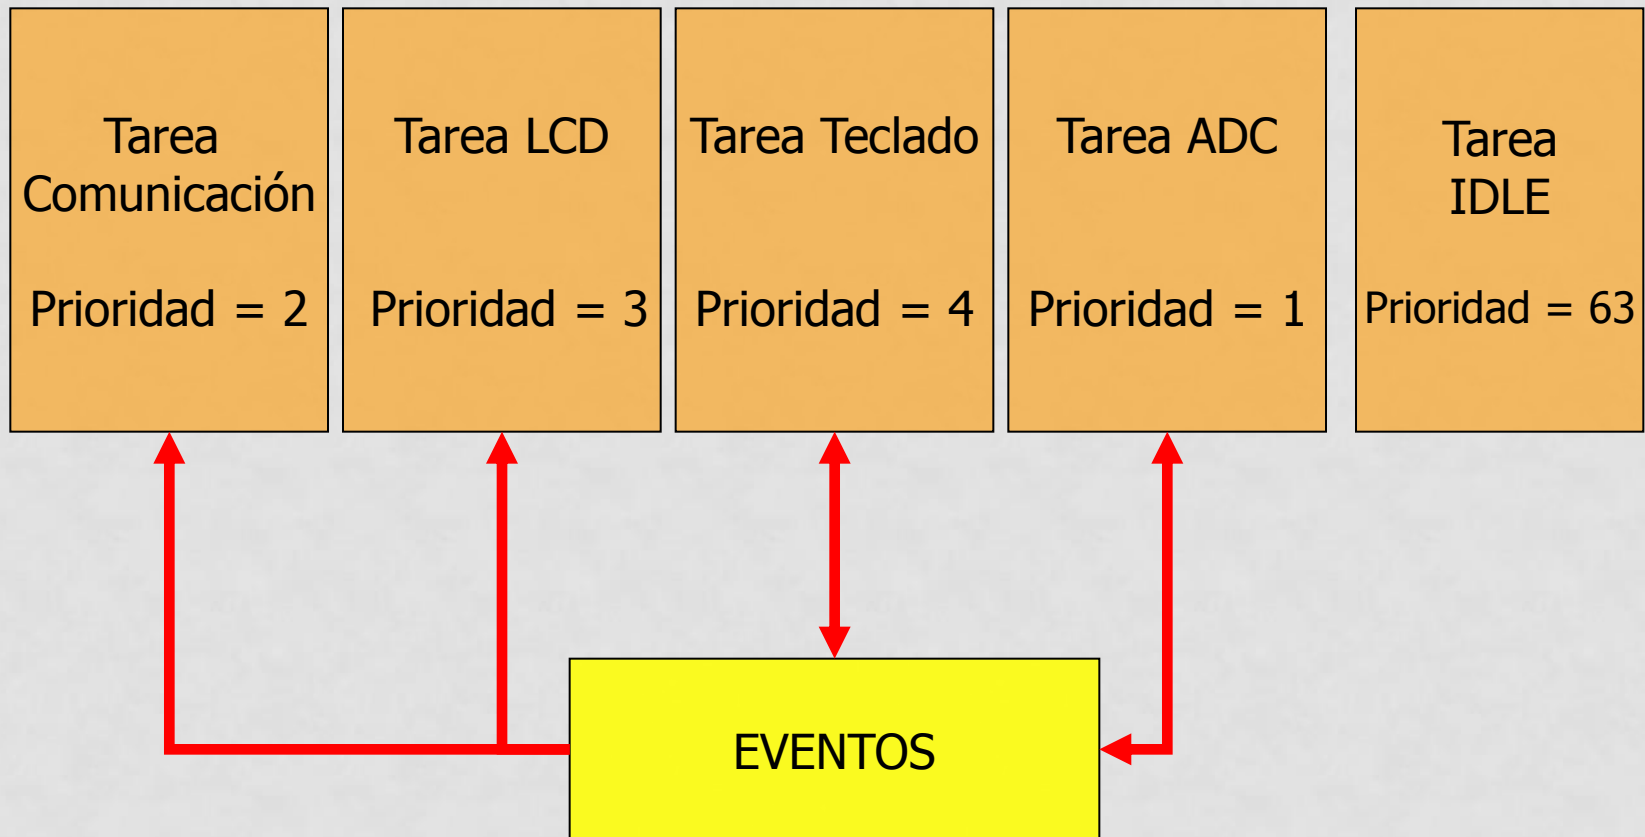 Tarea
Comunicación
Prioridad = 2
Tarea LCD
Prioridad = 3
Tarea Teclado
Prioridad = 4
Tarea ADC
Prioridad = 1
Tarea
IDLE
Prioridad = 63
EVENTOS